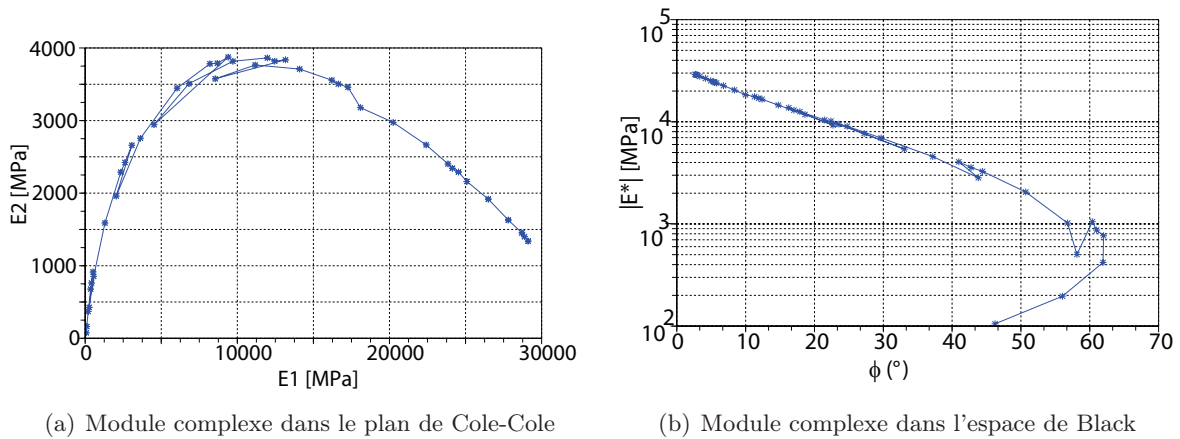 4000
3000
2000
1000
0
E2 [MPa]
0 10000 20000 30000
E1 [MPa]
(a) Module complexe dans le plan de Cole-Cole
10 5
10 4
10 3
10 2
|E*| [MPa]
0 10 20 30 40 50 60 70
ϕ (°)
(b) Module complexe dans l'espace de Black